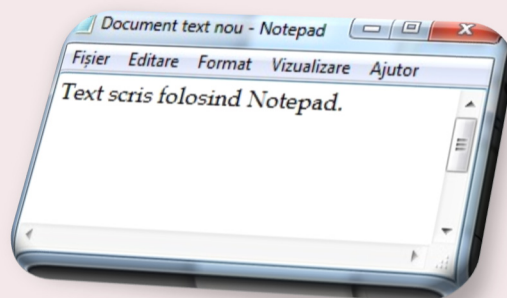 Document text nou - Notepad
Fișier Editare Format Vizualizare Ajutor
Text scris folosind Notepad.